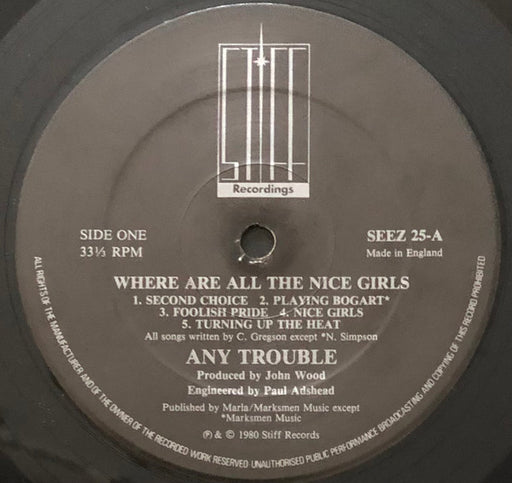 STIFF
Recordings
SIDE ONE
33⅓ RPM
SEEZ 25-A
Made in England
WHERE ARE ALL THE NICE GIRLS
1. SECOND CHOICE 2. PLAYING BOGART*
3. FOOLISH PRIDE 4. NICE GIRLS
5. TURNING UP THE HEAT
All songs written by C. Gregson except *N. Simpson
ANY TROUBLE
Produced by John Wood
Engineered by Paul Adshead
Published by Marla/Marksmen Music except
*Marksmen Music
℗ & © 1980 Stiff Records
ALL RIGHTS OF THE MANUFACTURER AND OF THE OWNER OF THE RECORDED WORK RESERVED UNAUTHORISED PUBLIC PERFORMANCE BROADCASTING AND COPYING OF THIS RECORD PROHIBITED